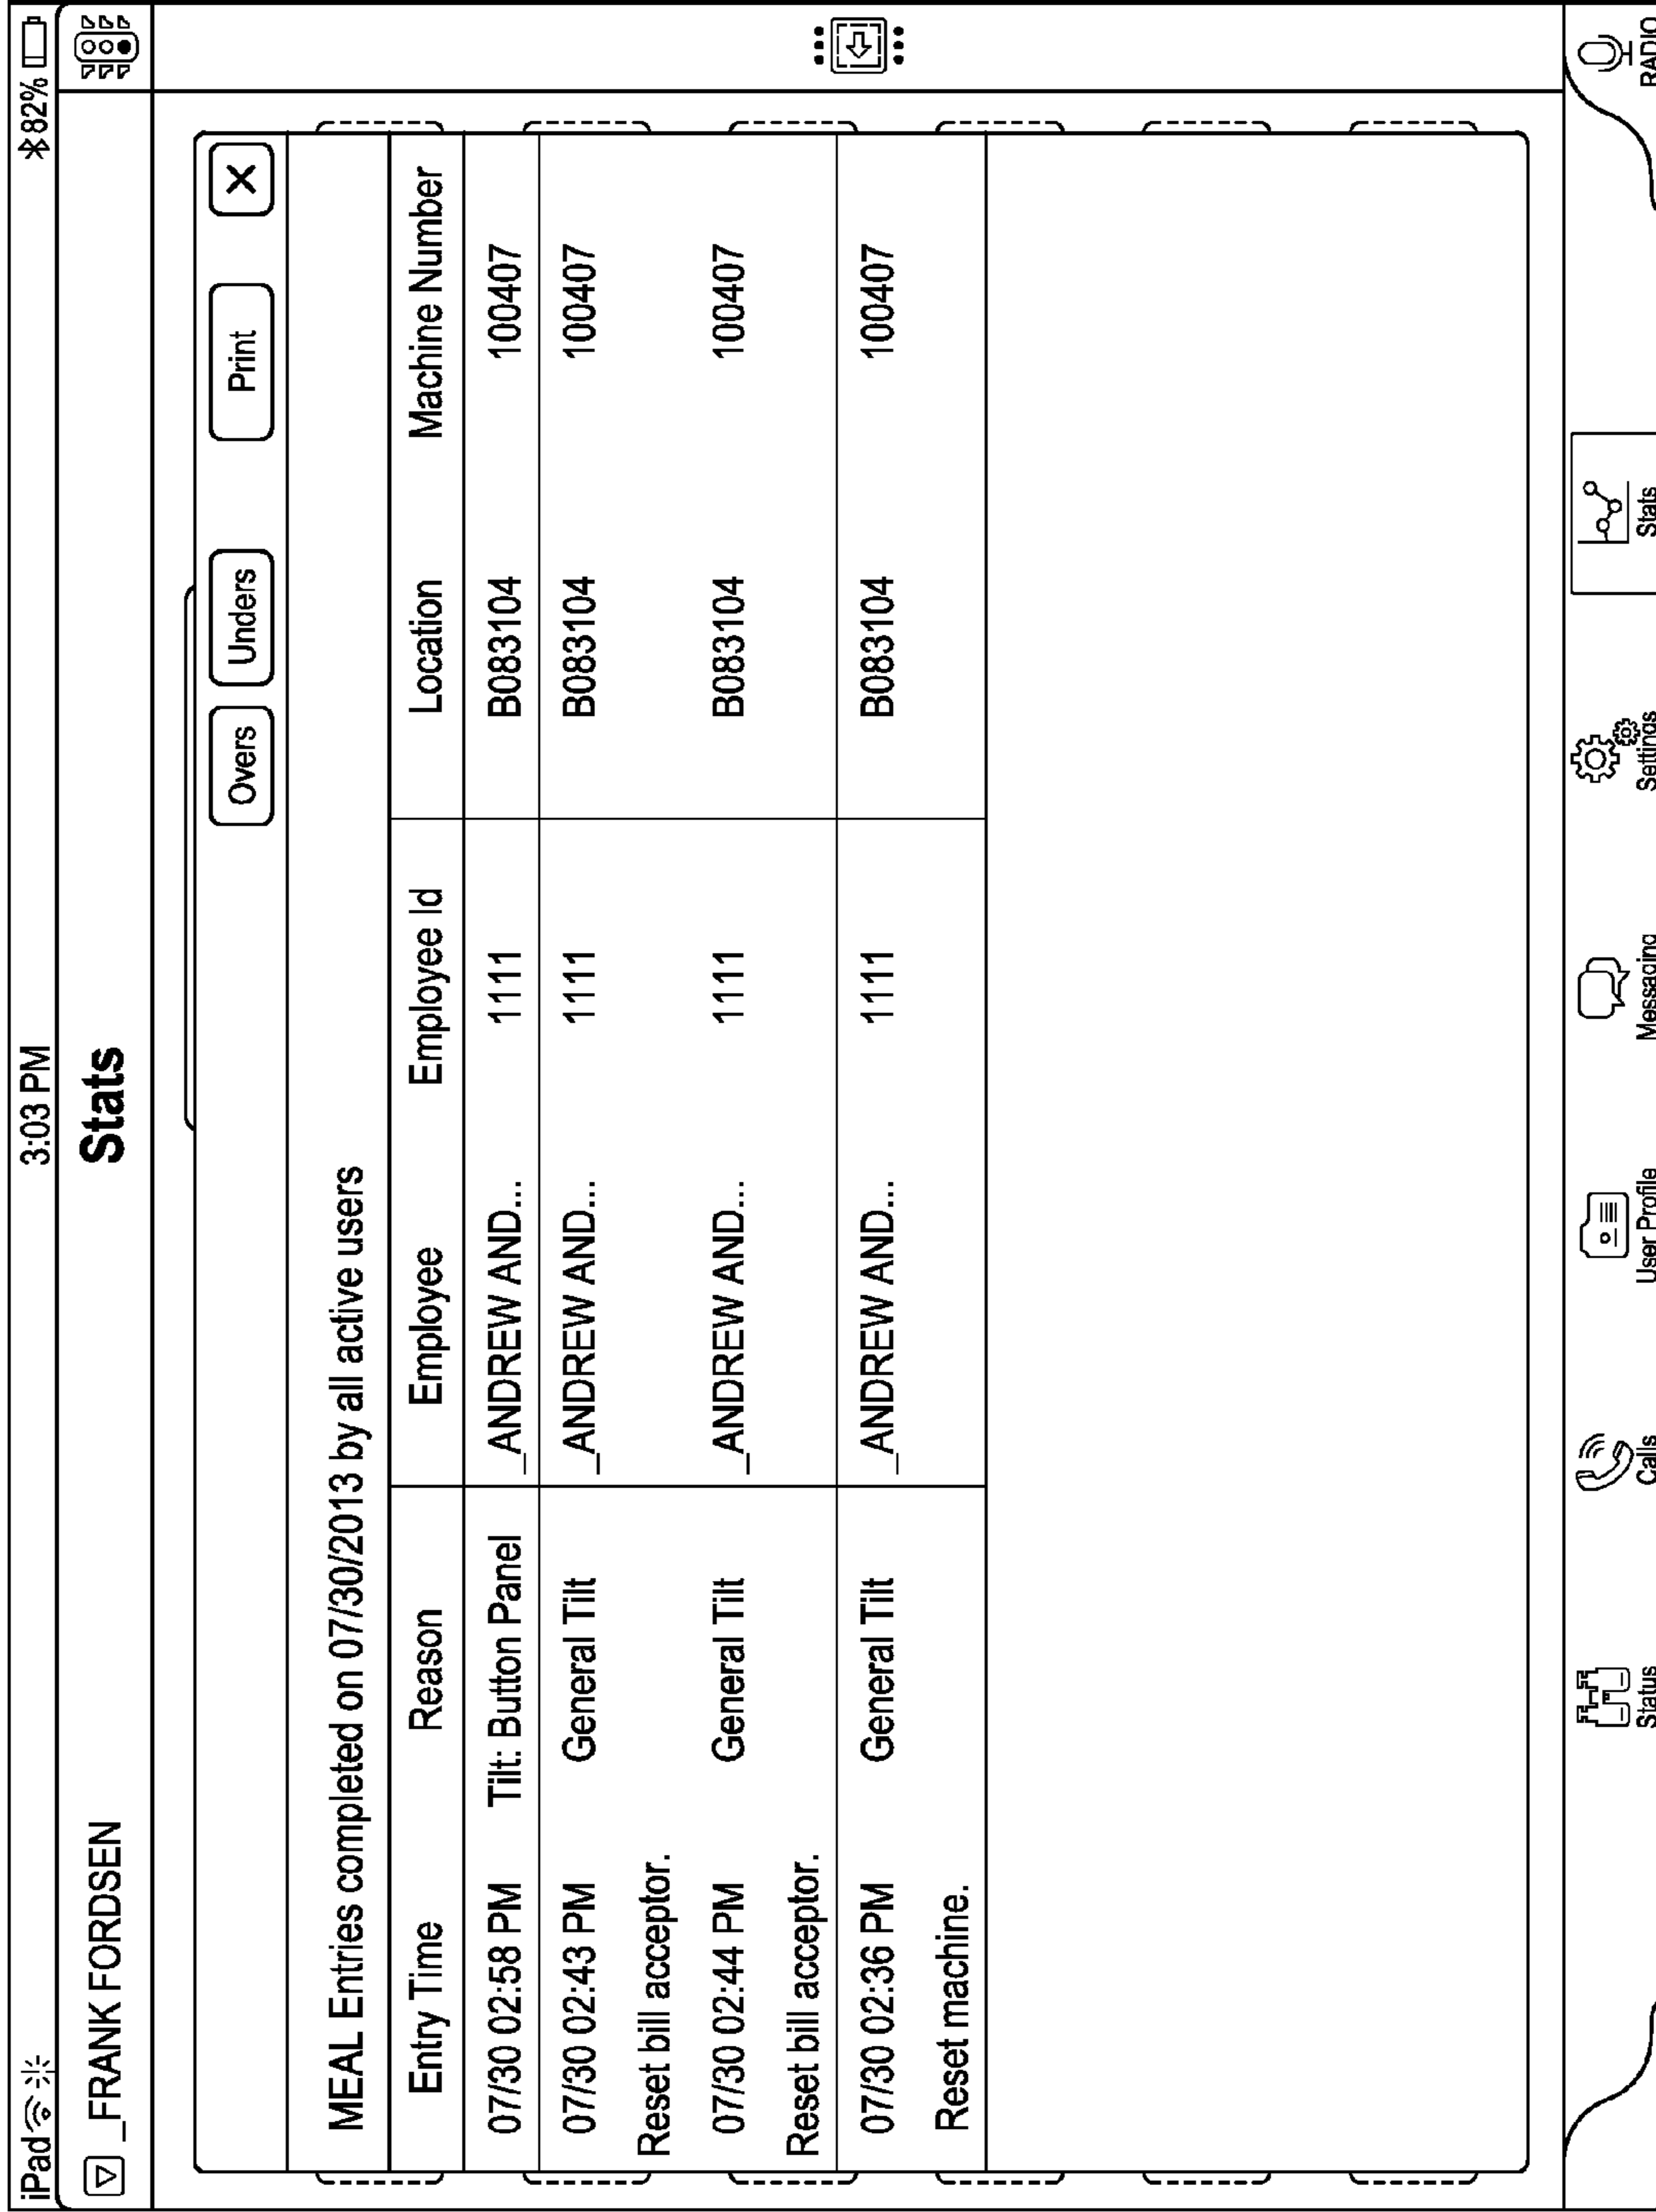 iPad 3:03 PM 82%
_FRANK FORDSEN Stats
Overs Unders Print X
MEAL Entries completed on 07/30/2013 by all active users
Entry Time Reason Employee Employee Id Location Machine Number
07/30 02:58 PM Tilt: Button Panel _ANDREW AND... 1111 B083104 100407
07/30 02:43 PM General Tilt _ANDREW AND... 1111 B083104 100407
Reset bill acceptor.
07/30 02:44 PM General Tilt _ANDREW AND... 1111 B083104 100407
Reset bill acceptor.
07/30 02:36 PM General Tilt _ANDREW AND... 1111 B083104 100407
Reset machine.
Status Calls User Profile Messaging Settings Stats RADIO